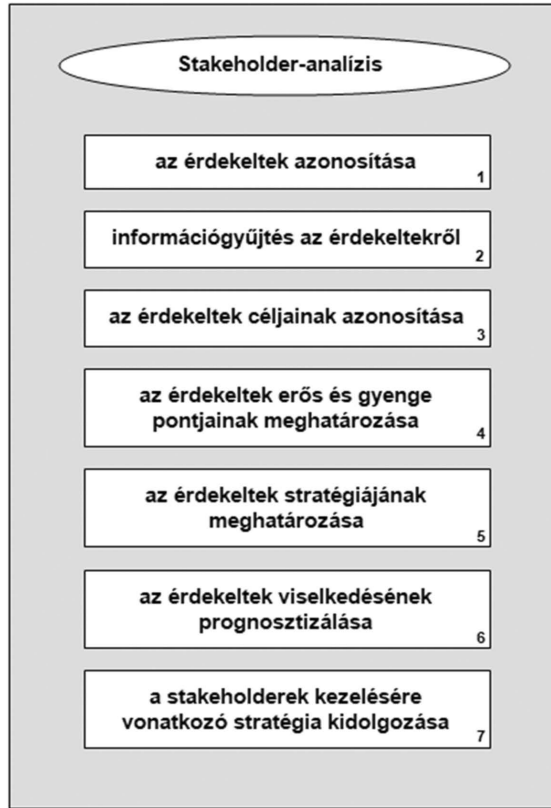 Stakeholder-analízis
az érdekeltek azonosítása
1
információgyűjtés az érdekeltekről
2
az érdekeltek céljainak azonosítása
3
az érdekeltek erős és gyenge
pontjainak meghatározása
4
az érdekeltek stratégiájának
meghatározása
5
az érdekeltek viselkedésének
prognosztizálása
6
a stakeholderek kezelésére
vonatkozó stratégia kidolgozása
7